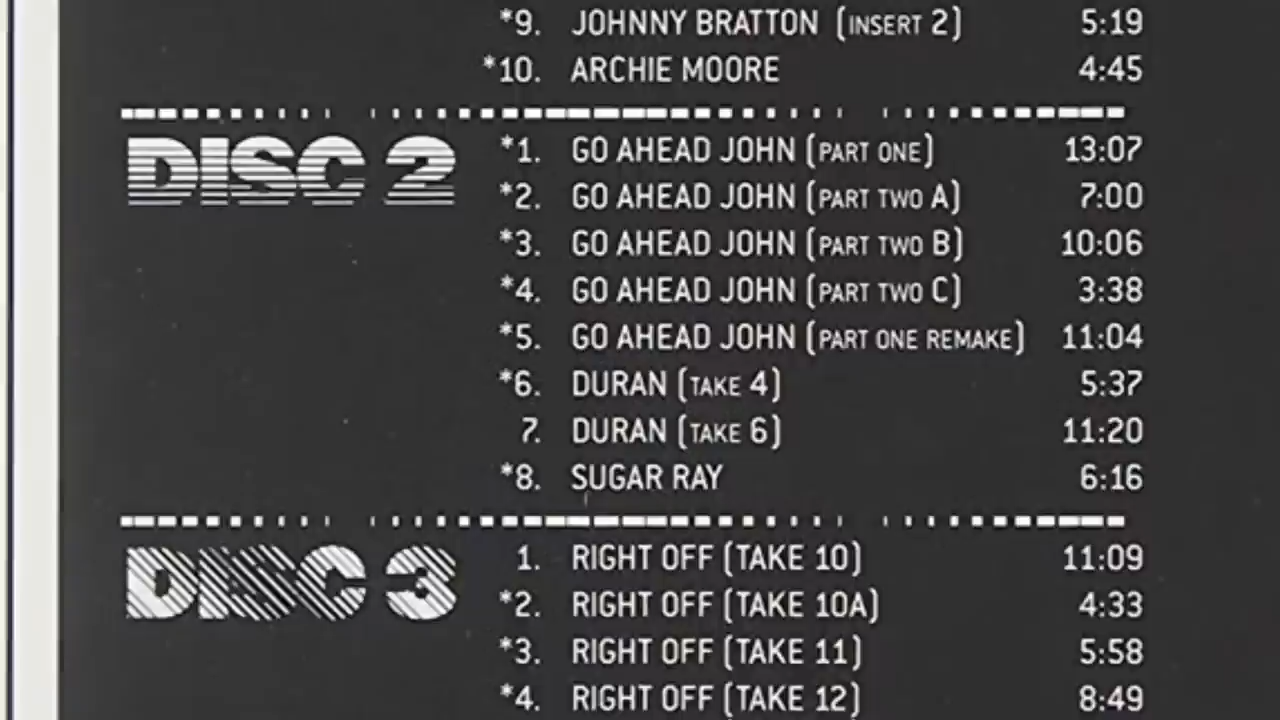 *9. JOHNNY BRATTON (INSERT 2) 5:19
*10. ARCHIE MOORE 4:45
DISC 2
*1. GO AHEAD JOHN (PART ONE) 13:07
*2. GO AHEAD JOHN (PART TWO A) 7:00
*3. GO AHEAD JOHN (PART TWO B) 10:06
*4. GO AHEAD JOHN (PART TWO C) 3:38
*5. GO AHEAD JOHN (PART ONE REMAKE) 11:04
*6. DURAN (TAKE 4) 5:37
7. DURAN (TAKE 6) 11:20
*8. SUGAR RAY 6:16
DISC 3
1. RIGHT OFF (TAKE 10) 11:09
*2. RIGHT OFF (TAKE 10A) 4:33
*3. RIGHT OFF (TAKE 11) 5:58
*4. RIGHT OFF (TAKE 12) 8:49